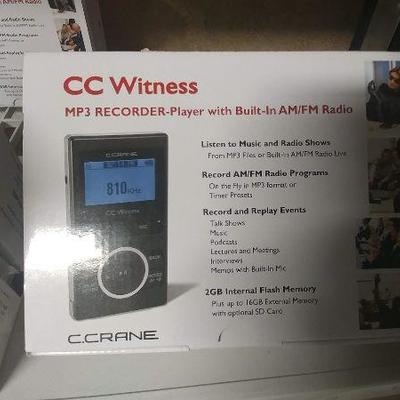 CC Witness
MP3 RECORDER-Player with Built-In AM/FM Radio
C.CRANE
810 KHz
CC Witness
Listen to Music and Radio Shows
From MP3 Files or Built-In AM/FM Radio Live
Record AM/FM Radio Programs
On the Fly in MP3 format or
Timer Presets
Record and Replay Events
Talk Shows
Music
Podcasts
Lectures and Meetings
Interviews
Memos with Built-In Mic
2GB Internal Flash Memory
Plus up to 16GB External Memory
with optional SD Card
C.CRANE